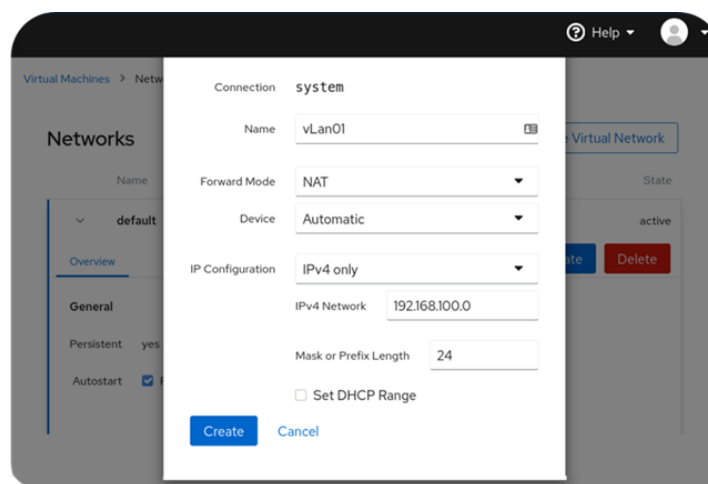 Help
Virtual Machines > Netw
Connection system
Name vLan01
Networks
Virtual Network
Name
State
Forward Mode NAT
default
active
Device Automatic
Overview
Delete
IP Configuration IPv4 only
General
IPv4 Network 192.168.100.0
Persistent yes
Mask or Prefix Length 24
Autostart
Set DHCP Range
Create Cancel